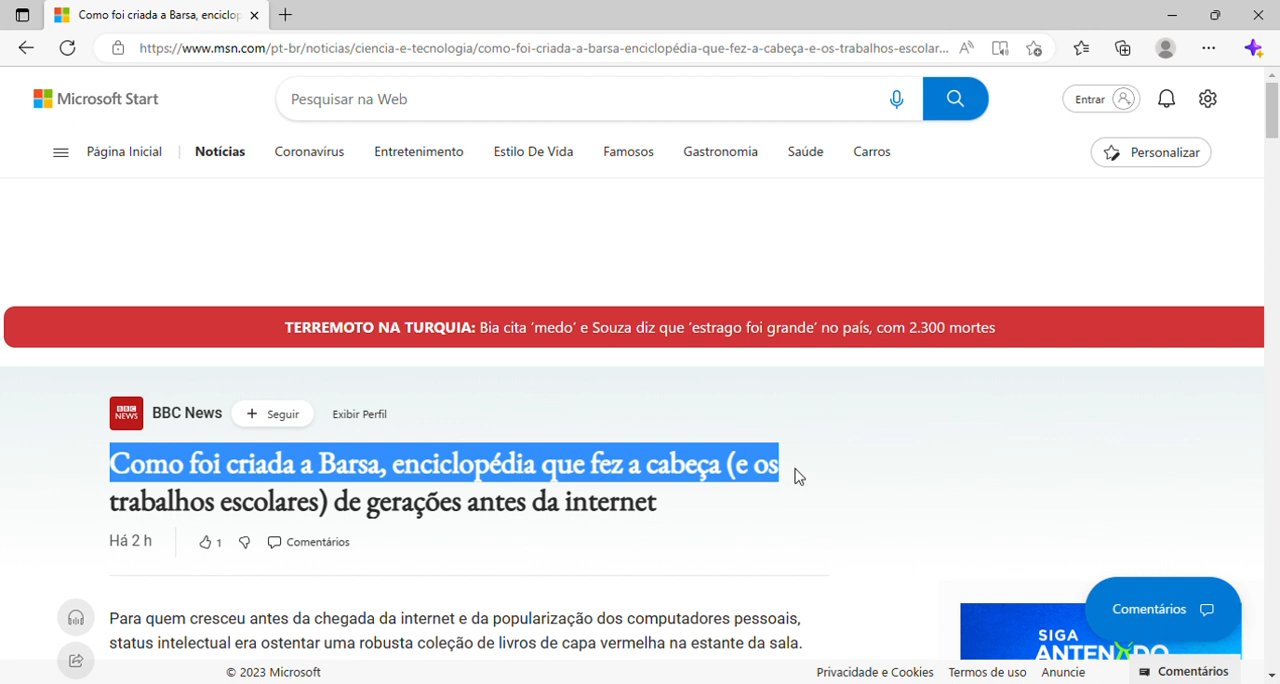 Como foi criada a Barsa, enciclop
https://www.msn.com/pt-br/noticias/ciencia-e-tecnologia/como-foi-criada-a-barsa-enciclopédia-que-fez-a-cabeça-e-os-trabalhos-escolar...
Microsoft Start
Pesquisar na Web
Entrar
Página Inicial
Notícias
Coronavírus
Entretenimento
Estilo De Vida
Famosos
Gastronomia
Saúde
Carros
Personalizar
TERREMOTO NA TURQUIA: Bia cita ‘medo’ e Souza diz que ‘estrago foi grande’ no país, com 2.300 mortes
BBC NEWS
BBC News
Seguir
Exibir Perfil
Como foi criada a Barsa, enciclopédia que fez a cabeça (e os
trabalhos escolares) de gerações antes da internet
Há 2 h
1
Comentários
Para quem cresceu antes da chegada da internet e da popularização dos computadores pessoais,
status intelectual era ostentar uma robusta coleção de livros de capa vermelha na estante da sala.
Comentários
SIGA
ANTENADO
© 2023 Microsoft
Privacidade e Cookies
Termos de uso
Anuncie
Comentários